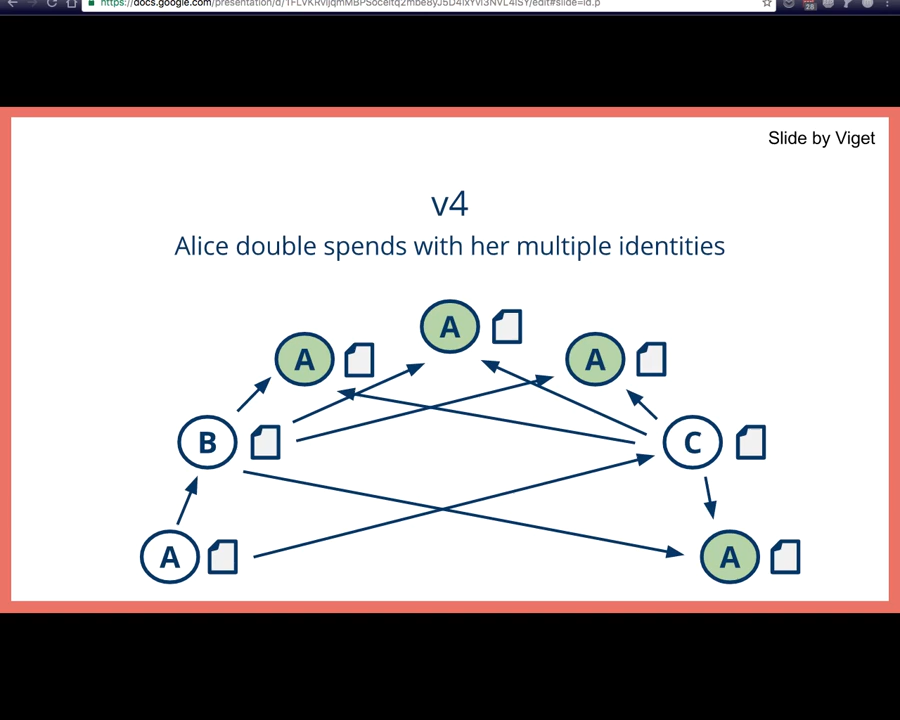 Slide by Viget
v4
Alice double spends with her multiple identities
A
A
A
B
C
A
A